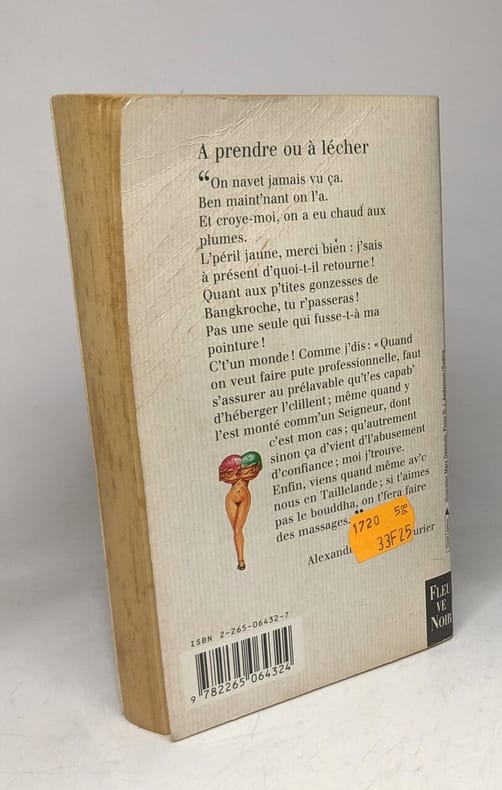 A prendre ou à lécher
“On navet jamais vu ça.
Ben maint'nant on l'a.
Et croye-moi, on a eu chaud aux
plumes.
L'péril jaune, merci bien : j'sais
à présent d'quoi-t-il retourne !
Quant aux p'tites gonzesses de
Bangkroche, tu r'passeras !
Pas une seule qui fusse-t-à ma
pointure !
C't'un monde ! Comme j'dis : « Quand
on veut faire pute professionnelle, faut
s'assurer au prélavable qu't'es capab'
d'héberger l'clillent ; même quand y
l'est monté comm'un Seigneur, dont
c'est mon cas ; qu'autrement
sinon ça d'vient d'l'abusement
d'confiance ; moi j'trouve.
Enfin, viens quand même av'c
nous en Taillelande ; si t'aimes
pas le bouddha, on t'fera faire
des massages. ”
1720 5,00
33F25
FLEU
VE
NOIR
ISBN 2-265-06432-7
9 782265 064324